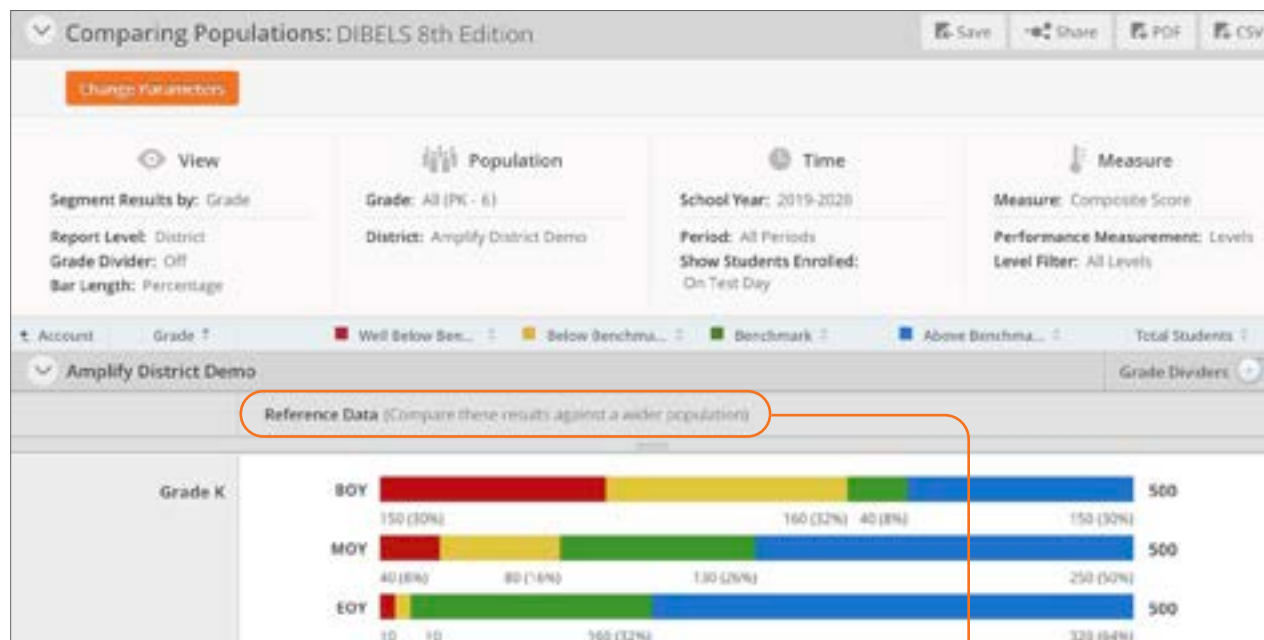 Comparing Populations: DIBELS 8th Edition
Save Share PDF CSV
Change Parameters
View
Segment Results by: Grade
Report Level: District
Grade Divider: Off
Bar Length: Percentage
Population
Grade: All (PK - 6)
District: Amplify District Demo
Time
School Year: 2019-2020
Period: All Periods
Show Students Enrolled:
On Test Day
Measure
Measure: Composite Score
Performance Measurement: Levels
Level Filter: All Levels
Account Grade Well Below Ben... Below Benchma... Benchmark Above Benchma... Total Students
Amplify District Demo Grade Dividers
Reference Data (Compare these results against a wider population)
Grade K
BOY 500
150 (30%) 160 (32%) 40 (8%) 150 (30%)
MOY 500
40 (8%) 80 (16%) 130 (26%) 250 (50%)
EOY 500
10 10 160 (32%) 320 (64%)